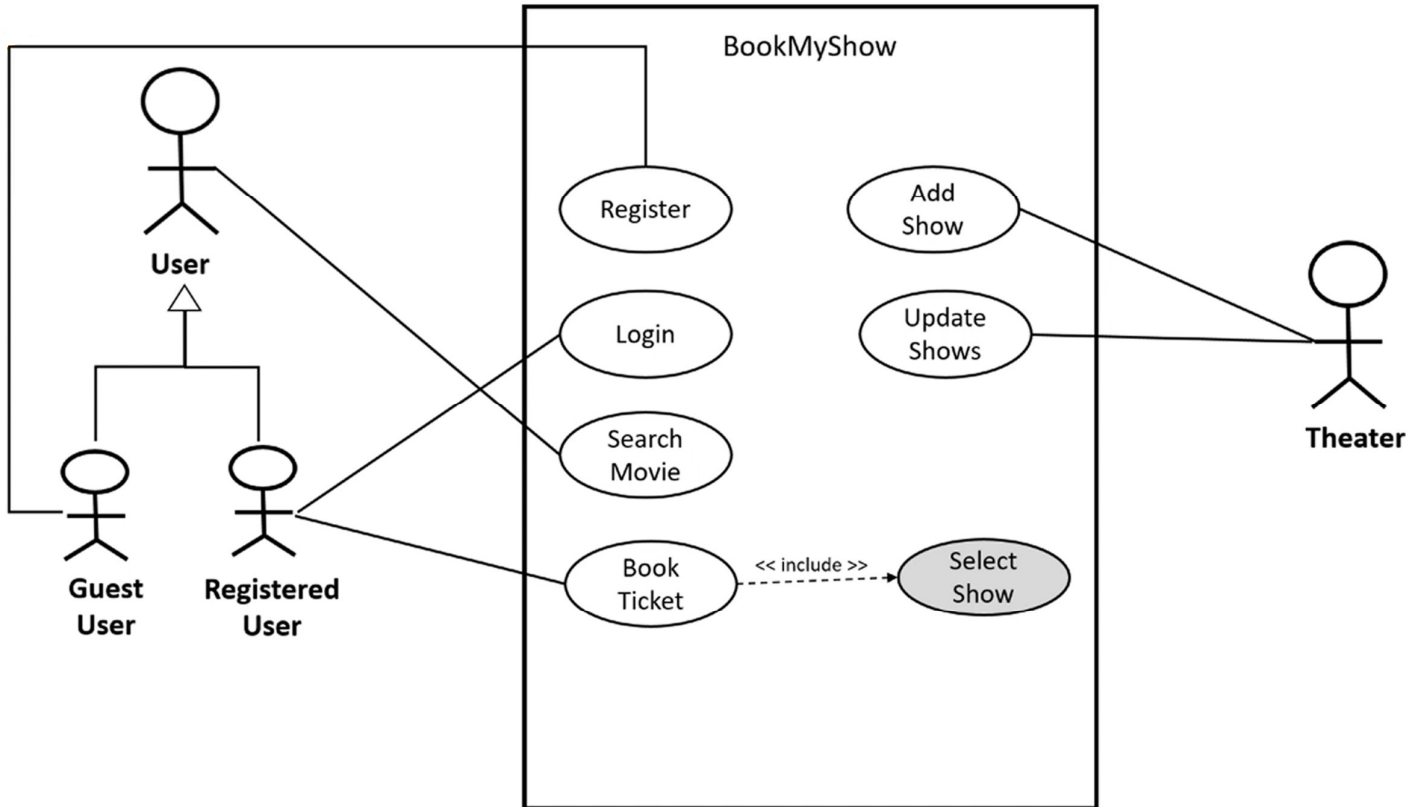 BookMyShow
User
Register
Add
Show
Login
Update
Shows
Search
Movie
Theater
Guest
User
Registered
User
Book
Ticket
<< include >>
Select
Show